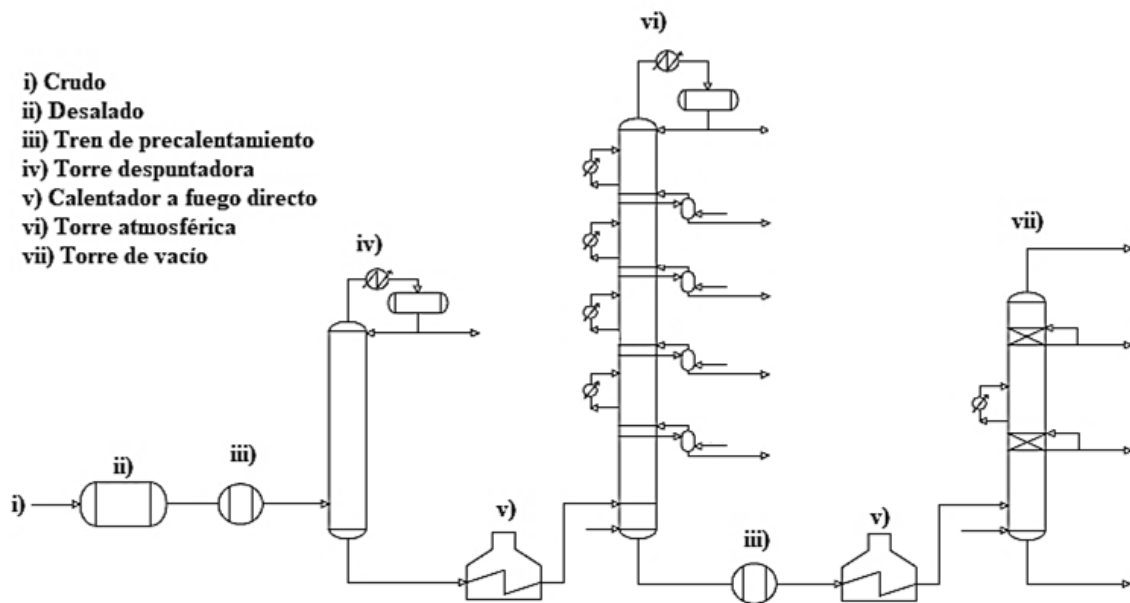 vi)
i) Crudo
ii) Desalado
iii) Tren de precalentamiento
iv) Torre despuntadora
v) Calentador a fuego directo
vi) Torre atmosférica
vii) Torre de vacío
iv)
vii)
ii)
iii)
i)
v)
iii)
v)